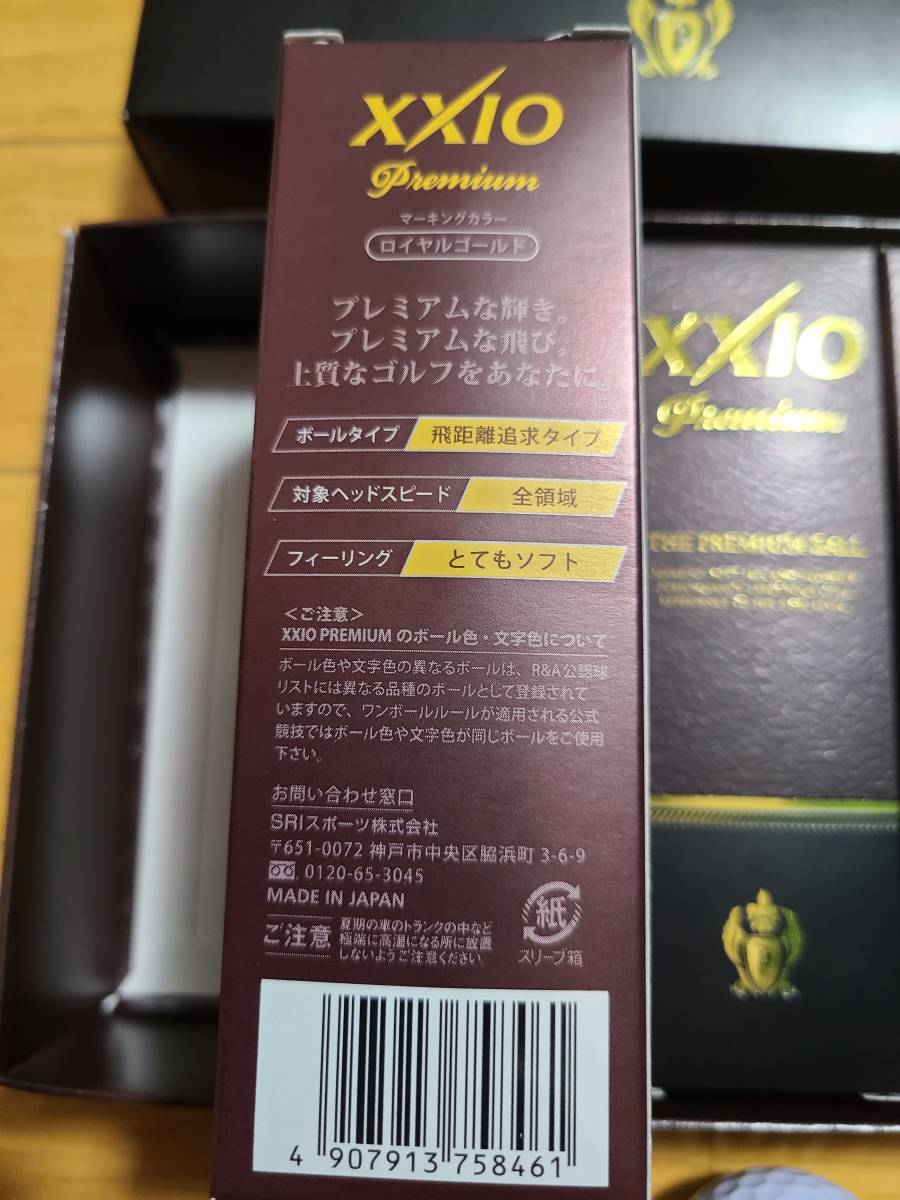 XXIO
Premium
マーキングカラー
ロイヤルゴールド
プレミアムな輝き。
プレミアムな飛び。
上質なゴルフをあなたに。
ボールタイプ 飛距離追求タイプ
対象ヘッドスピード 全領域
フィーリング とてもソフト
＜ご注意＞
XXIO PREMIUM のボール色・文字色について
ボール色や文字色の異なるボールは、R&A公認球
リストには異なる品種のボールとして登録されて
いますので、ワンボールルールが適用される公式
競技ではボール色や文字色が同じボールをご使用
下さい。
お問い合わせ窓口
SRIスポーツ株式会社
〒651-0072 神戸市中央区脇浜町 3-6-9
0120-65-3045
MADE IN JAPAN
ご注意
夏期の車のトランクの中など
極端に高温になる所に放置
しないようご注意ください。
紙
スリーブ箱
4 907913 758461
XXIO
Premium
THE PREMIUM BALL